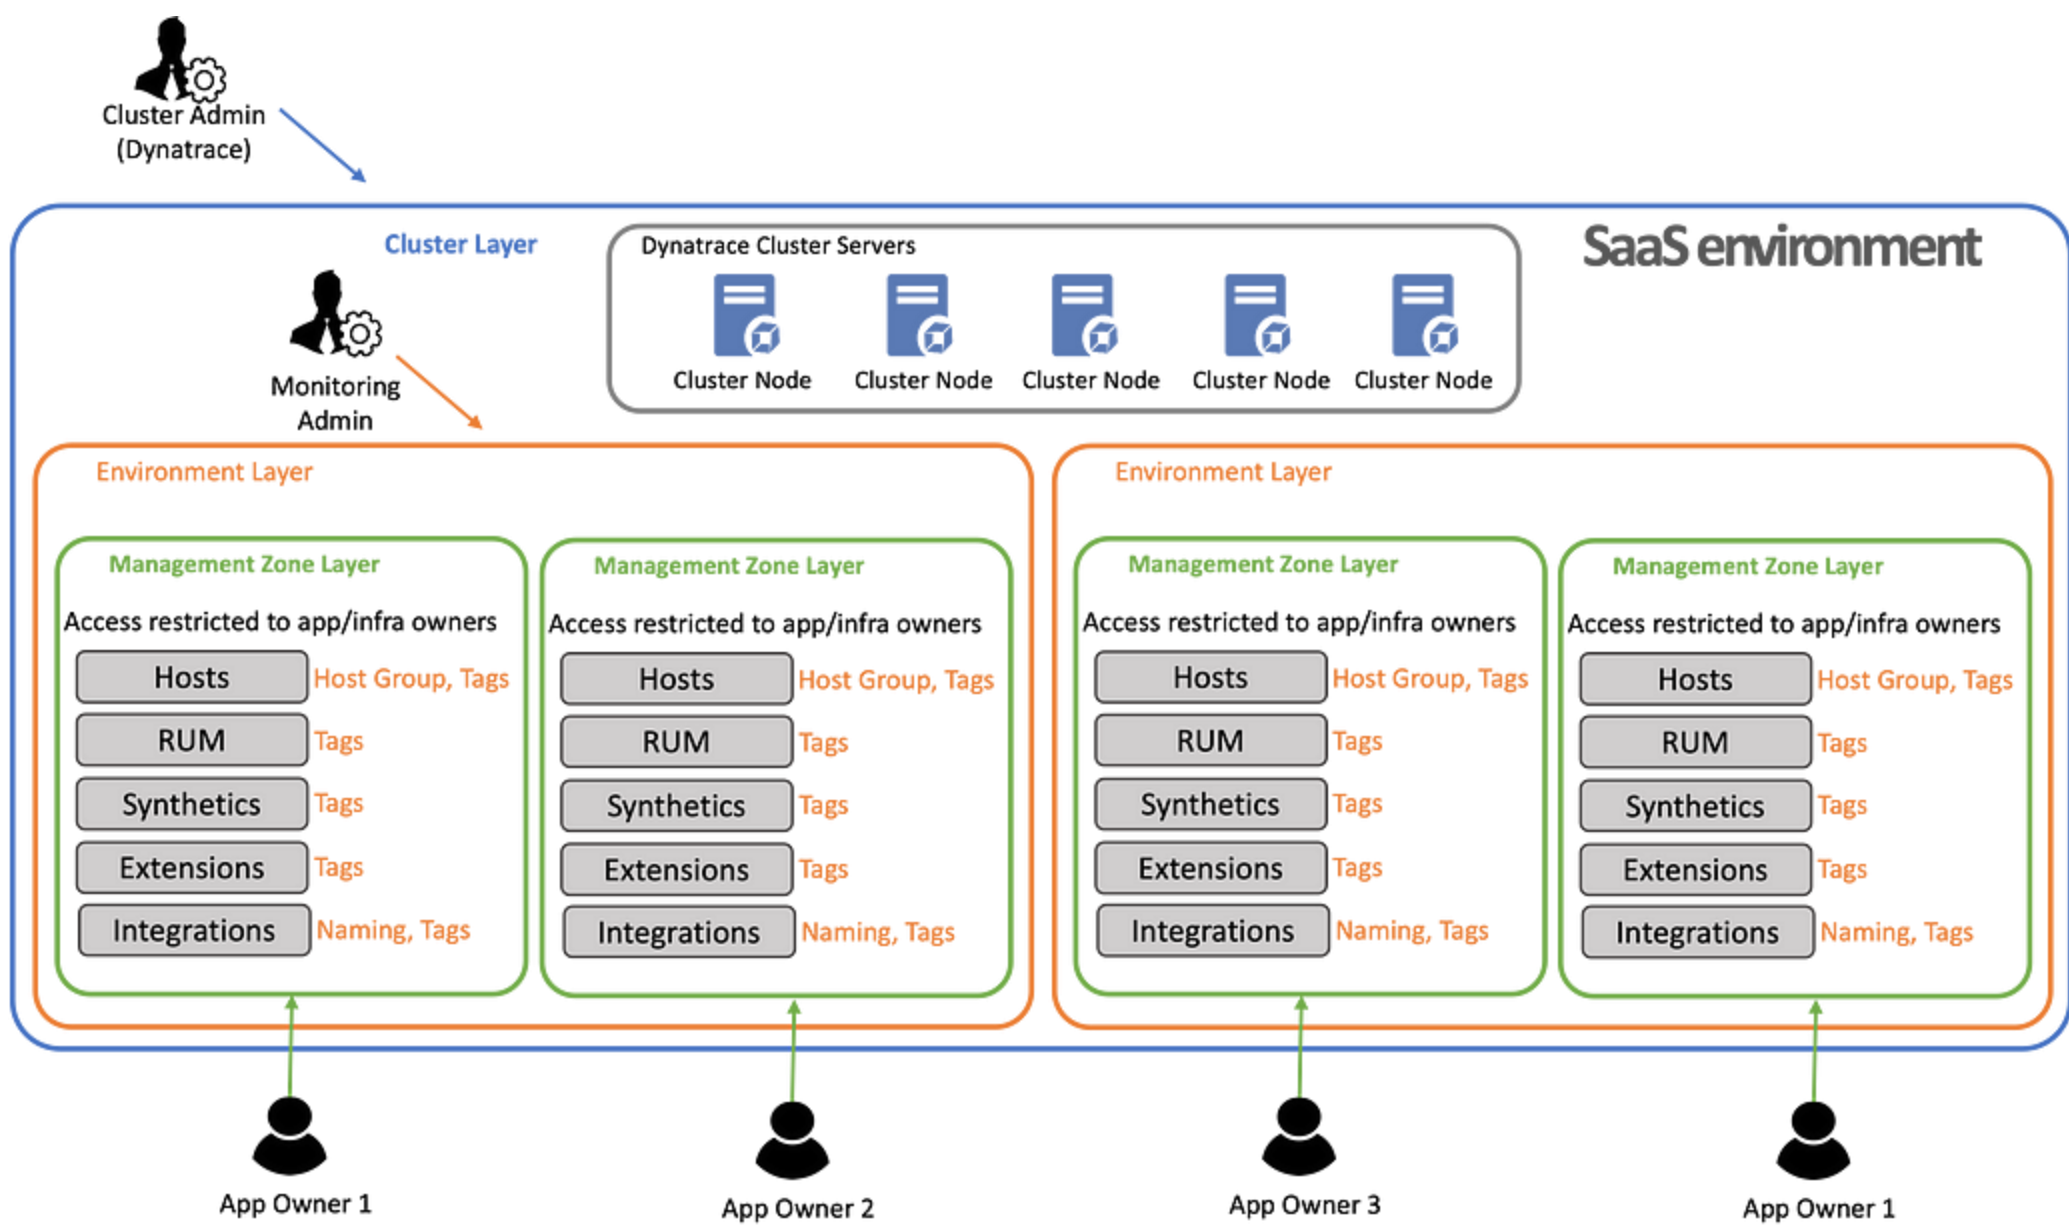 Cluster Admin
(Dynatrace)
SaaS environment
Cluster Layer
Dynatrace Cluster Servers
Cluster Node Cluster Node Cluster Node Cluster Node Cluster Node
Monitoring
Admin
Environment Layer
Management Zone Layer
Access restricted to app/infra owners
Hosts Host Group, Tags
RUM Tags
Synthetics Tags
Extensions Tags
Integrations Naming, Tags
Management Zone Layer
Access restricted to app/infra owners
Hosts Host Group, Tags
RUM Tags
Synthetics Tags
Extensions Tags
Integrations Naming, Tags
Environment Layer
Management Zone Layer
Access restricted to app/infra owners
Hosts Host Group, Tags
RUM Tags
Synthetics Tags
Extensions Tags
Integrations Naming, Tags
Management Zone Layer
Access restricted to app/infra owners
Hosts Host Group, Tags
RUM Tags
Synthetics Tags
Extensions Tags
Integrations Naming, Tags
App Owner 1
App Owner 2
App Owner 3
App Owner 1